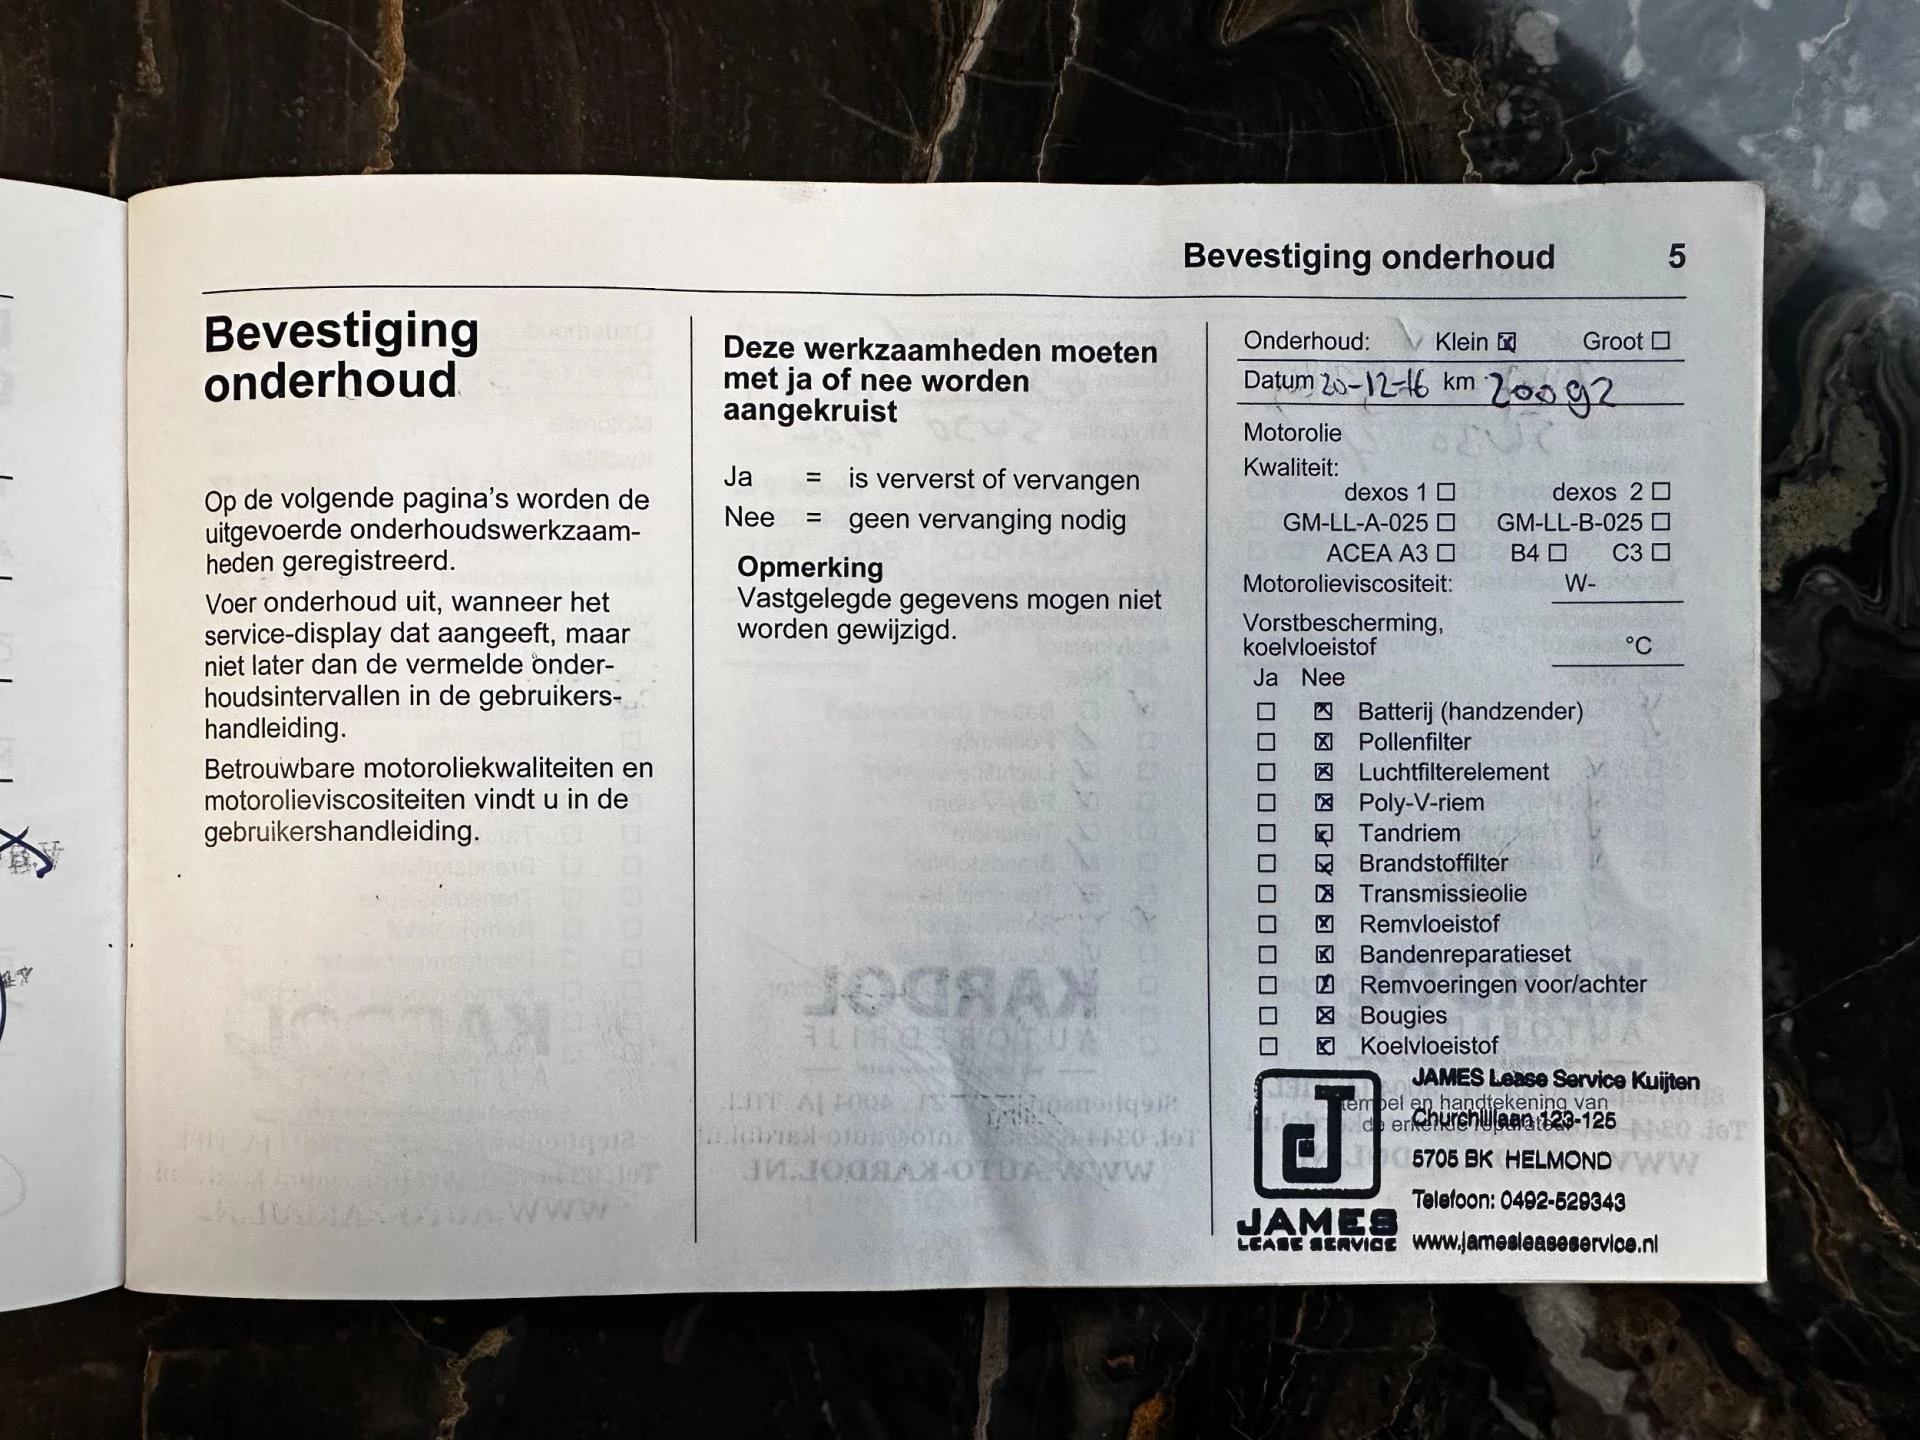 Bevestiging onderhoud 5
Bevestiging
onderhoud
Op de volgende pagina's worden de
uitgevoerde onderhoudswerkzaam-
heden geregistreerd.
Voer onderhoud uit, wanneer het
service-display dat aangeeft, maar
niet later dan de vermelde onder-
houdsintervallen in de gebruikers-
handleiding.
Betrouwbare motoroliekwaliteiten en
motorolieviscositeiten vindt u in de
gebruikershandleiding.
Deze werkzaamheden moeten
met ja of nee worden
aangekruist
Ja = is ververst of vervangen
Nee = geen vervanging nodig
Opmerking
Vastgelegde gegevens mogen niet
worden gewijzigd.
Onderhoud: Klein ☒ Groot ☐
Datum 20-12-16 km 20092
Motorolie
Kwaliteit:
dexos 1 ☐ dexos 2 ☐
GM-LL-A-025 ☐ GM-LL-B-025 ☐
ACEA A3 ☐ B4 ☐ C3 ☐
Motorolieviscositeit: W-
Vorstbescherming,
koelvloeistof °C
Ja Nee
☐ ☒ Batterij (handzender)
☐ ☒ Pollenfilter
☐ ☒ Luchtfilterelement
☐ ☒ Poly-V-riem
☐ ☒ Tandriem
☐ ☒ Brandstoffilter
☐ ☒ Transmissieolie
☐ ☒ Remvloeistof
☐ ☒ Bandenreparatieset
☐ ☒ Remvoeringen voor/achter
☐ ☒ Bougies
☐ ☒ Koelvloeistof
JAMES Lease Service Kuijten
tempel en handtekening van
de erkende reparateur
Churchilllaan 123-125
5705 BK HELMOND
Telefoon: 0492-529343
www.jamesleaseservice.nl
J
JAMES
LEASE SERVICE